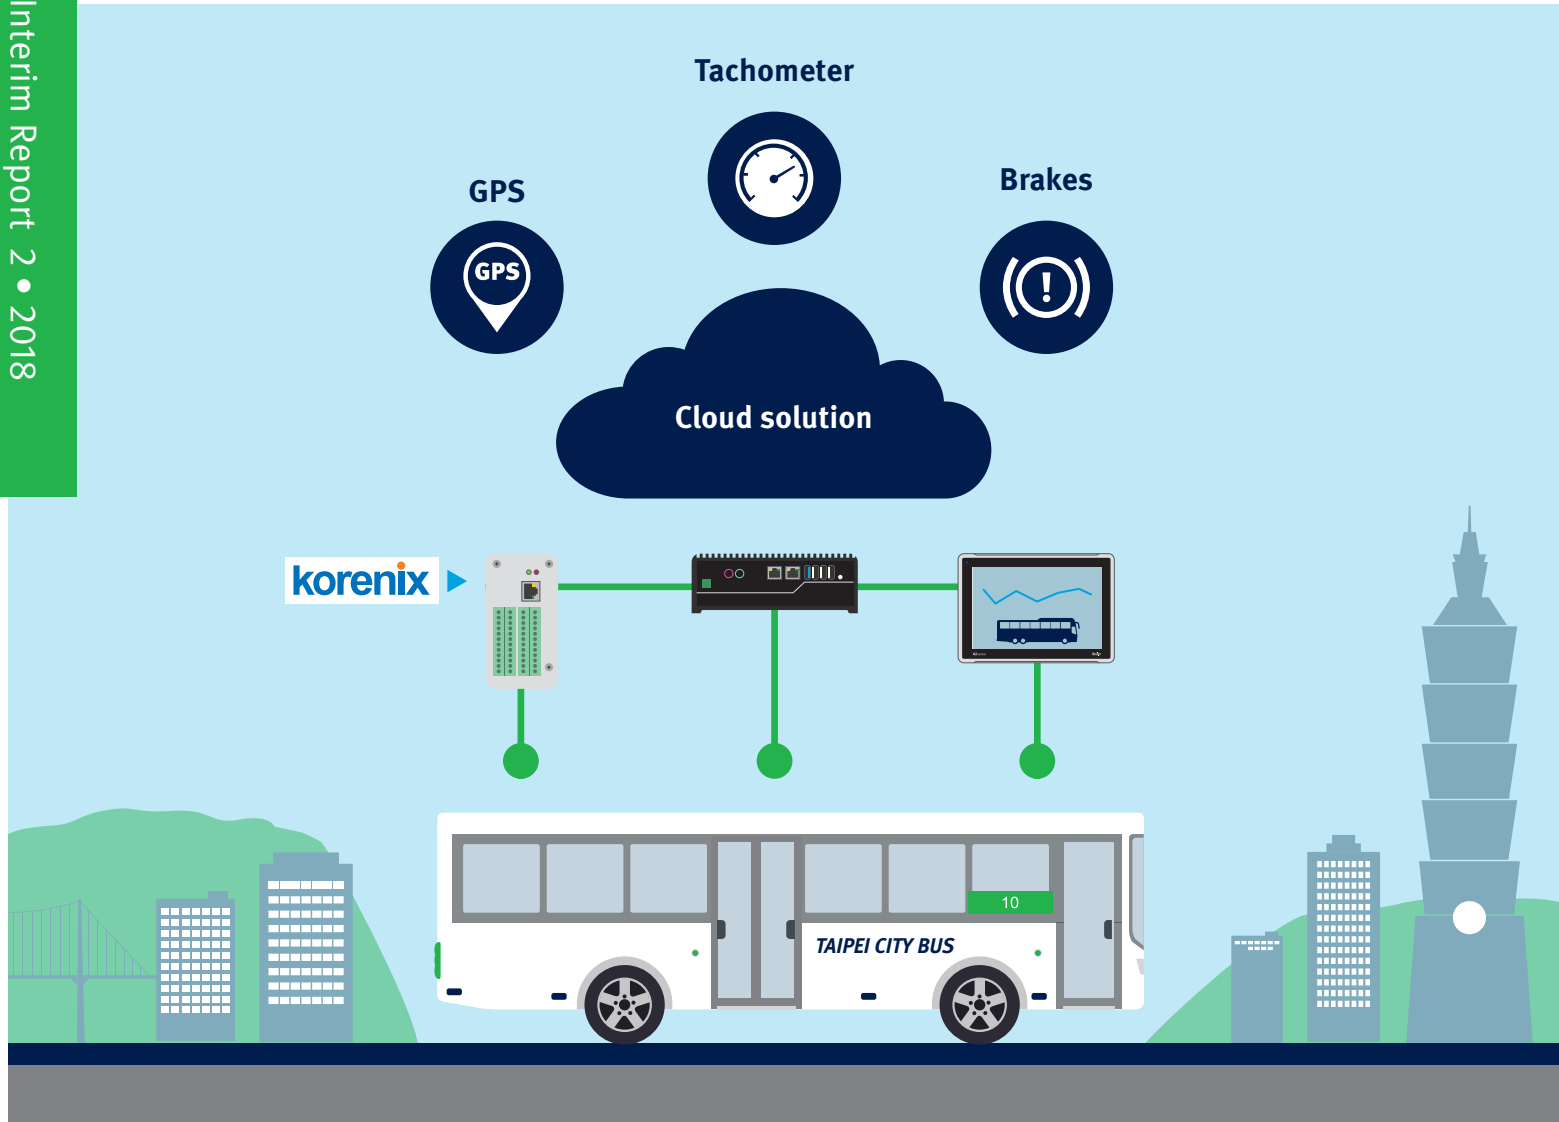 Interim Report 2 • 2018
Tachometer
GPS
Brakes
GPS
!
Cloud solution
korenix
10
TAIPEI CITY BUS